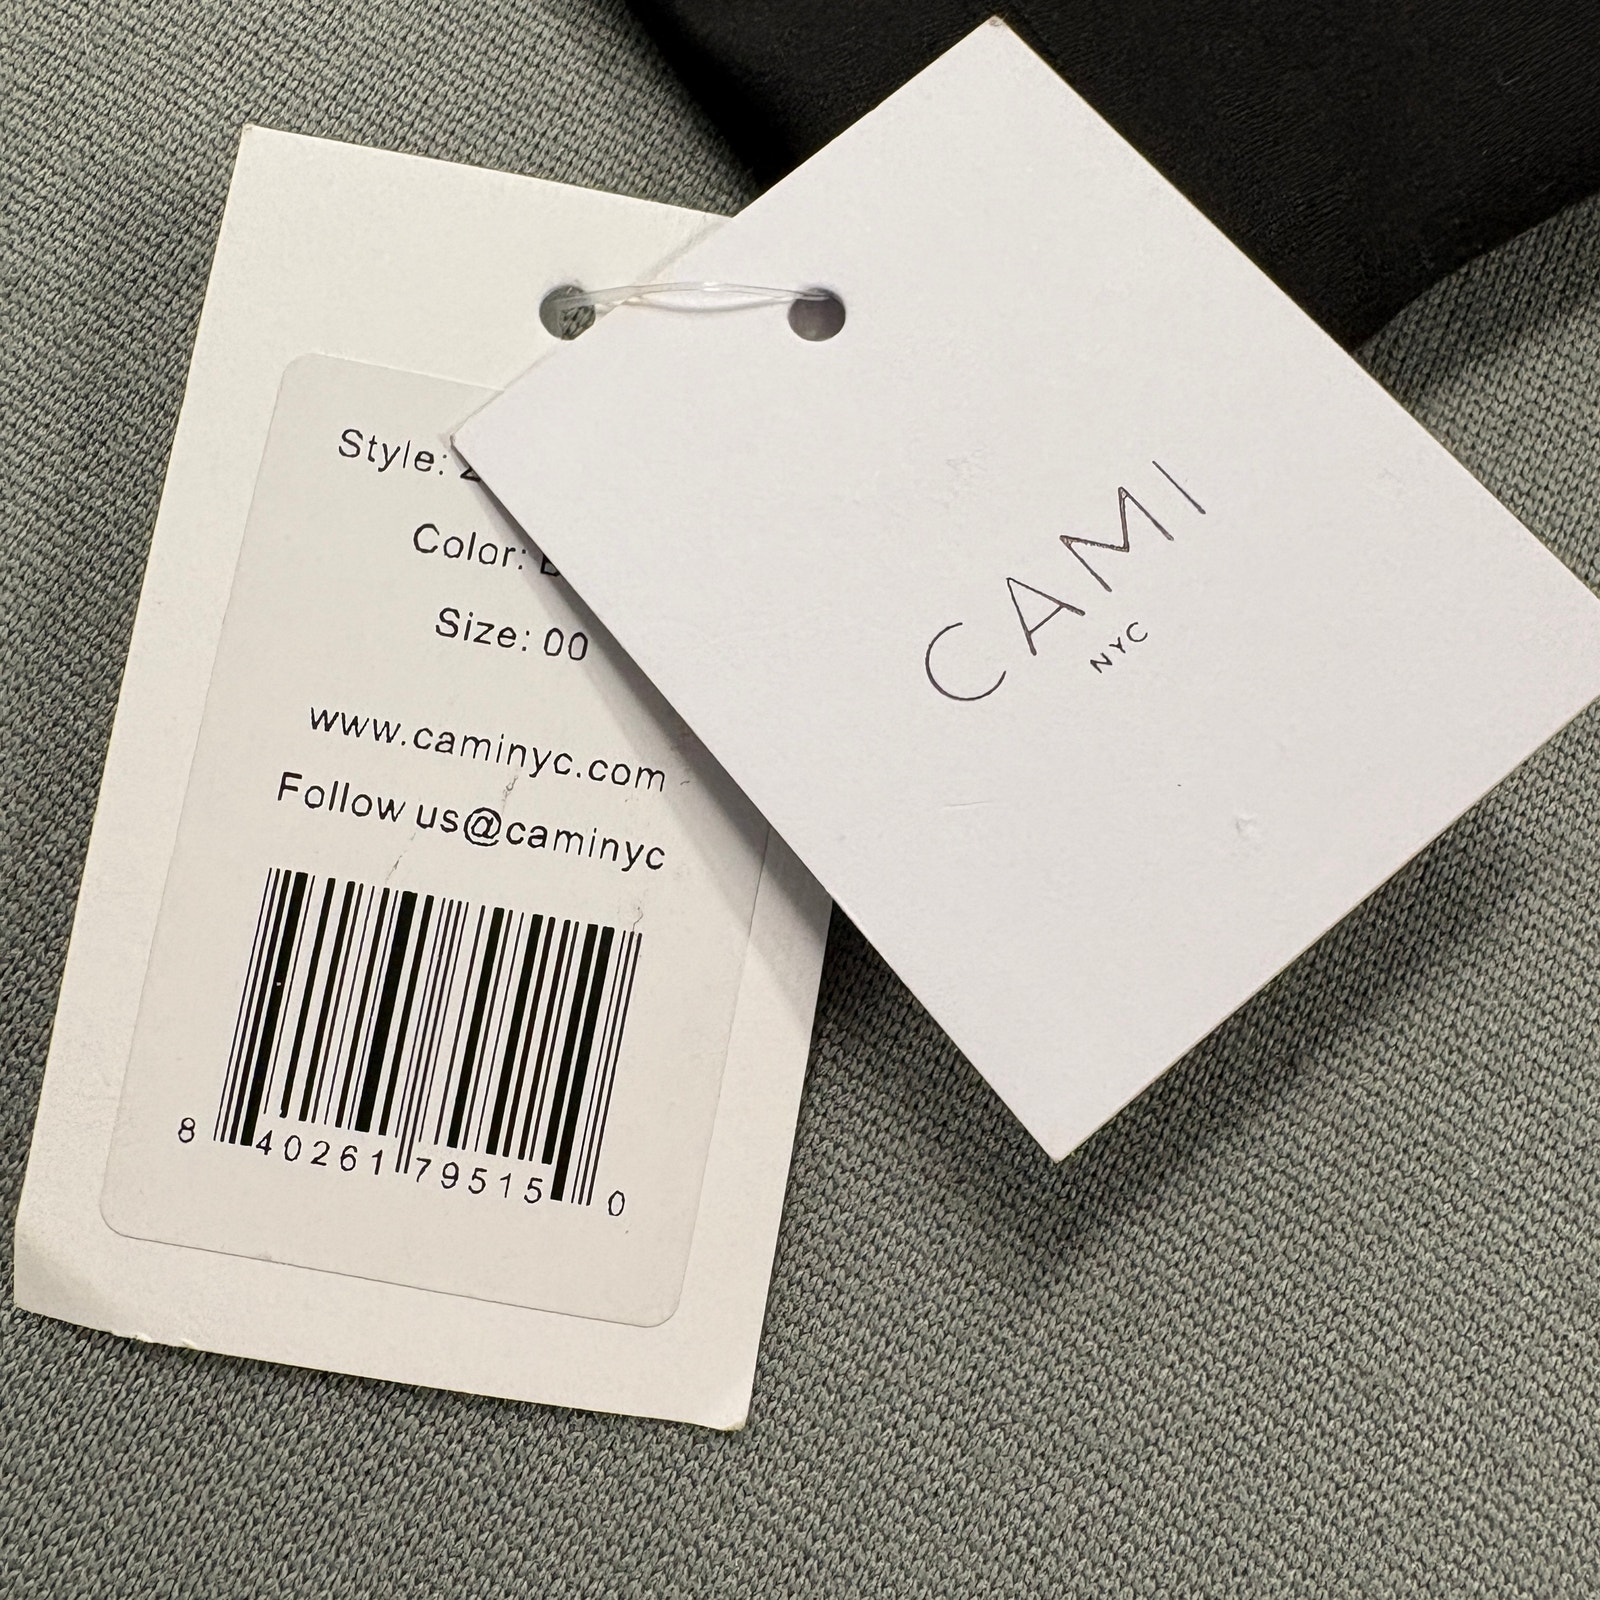 Style:
Color:
Size: 00
www.caminyc.com
Follow us@caminyc
8 40261 79515 0
CAMI
NYC